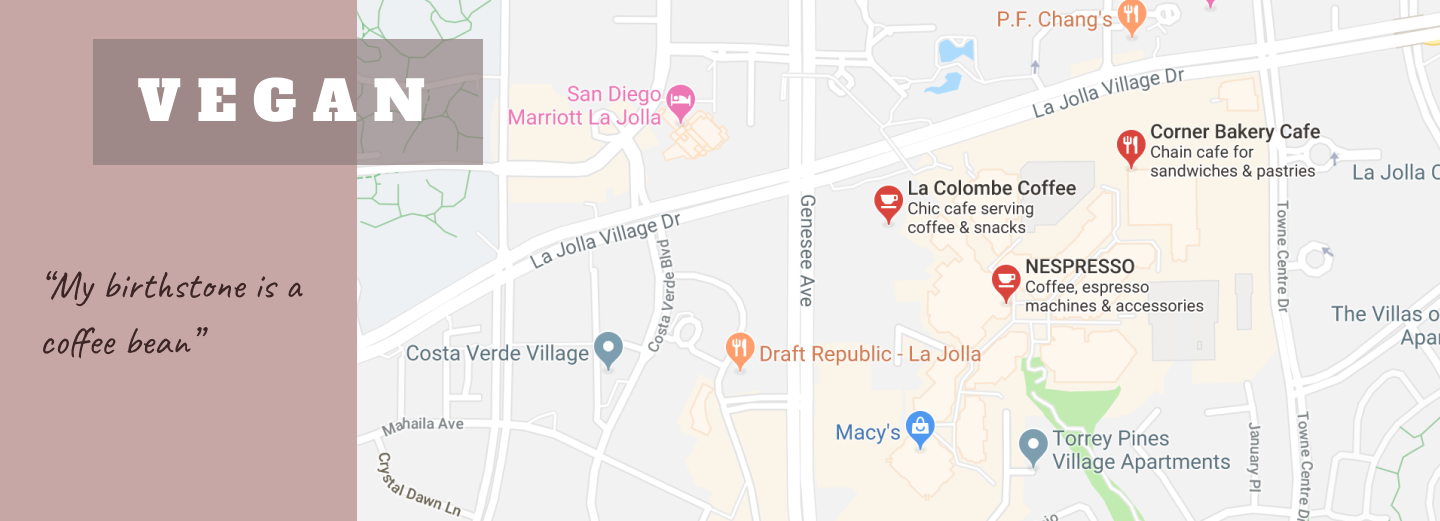 VEGAN
“My birthstone is a
coffee bean”
P.F. Chang's
San Diego
Marriott La Jolla
La Jolla Village Dr
Corner Bakery Cafe
Chain cafe for
sandwiches & pastries
La Jolla C
La Colombe Coffee
Chic cafe serving
coffee & snacks
La Jolla Village Dr
Genesee Ave
Towne Centre Dr
Costa Verde Blvd
NESPRESSO
Coffee, espresso
machines & accessories
The Villas o
Apar
Costa Verde Village
Draft Republic - La Jolla
Mahaila Ave
Macy's
Torrey Pines
Village Apartments
January Pl
Towne Centre D
Crystal Dawn Ln